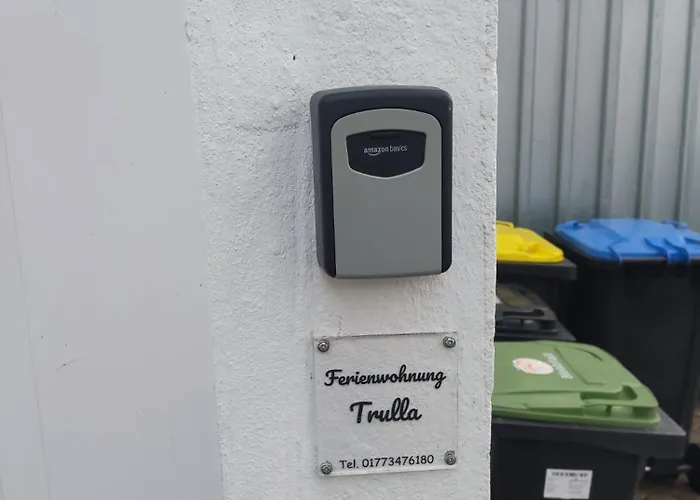 amazon basics
Ferienwohnung
Trulla
Tel. 01773476180